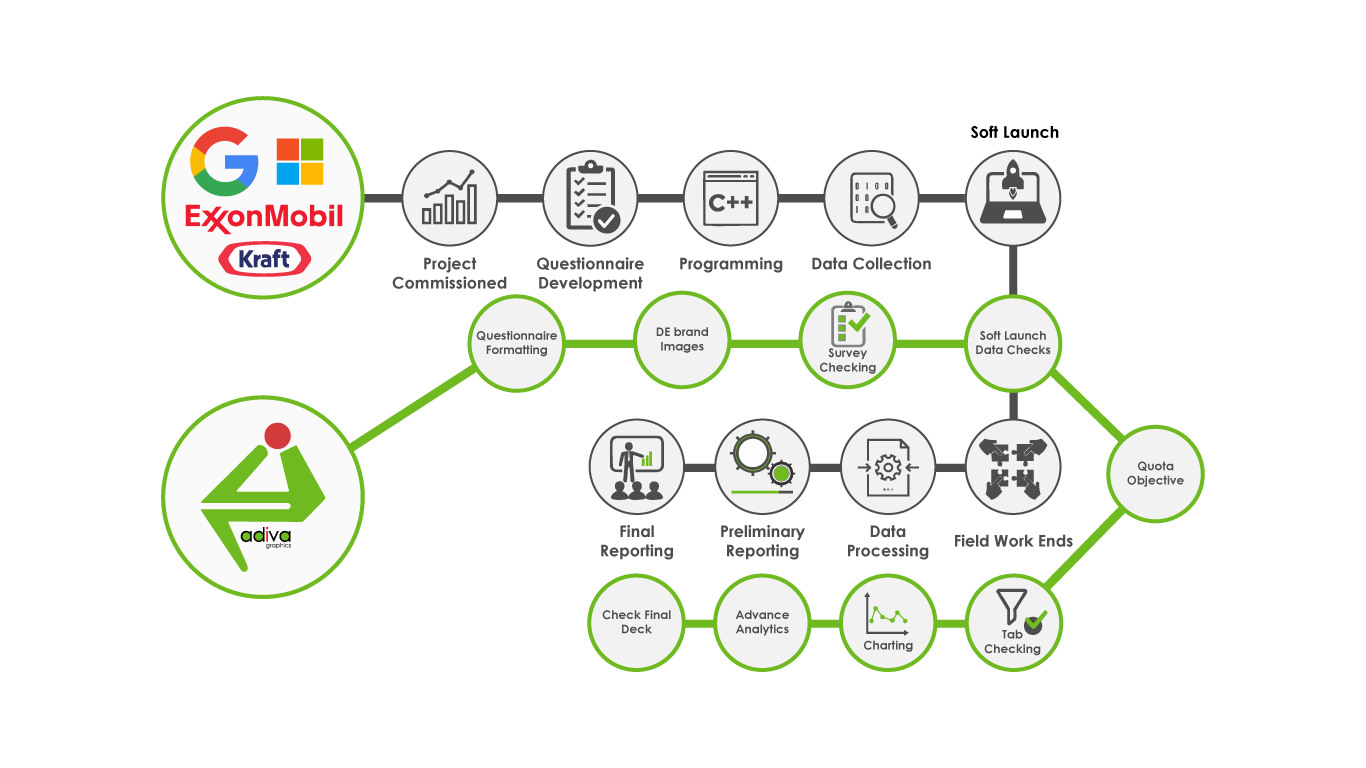 Soft Launch
ExxonMobil
Kraft
C++
Project
Commissioned
Questionnaire
Development
Programming
Data Collection
Questionnaire
Formatting
DE brand
Images
Survey
Checking
Soft Launch
Data Checks
Quota
Objective
adiva
graphics
Final
Reporting
Preliminary
Reporting
Data
Processing
Field Work Ends
Check Final
Deck
Advance
Analytics
Charting
Tab
Checking